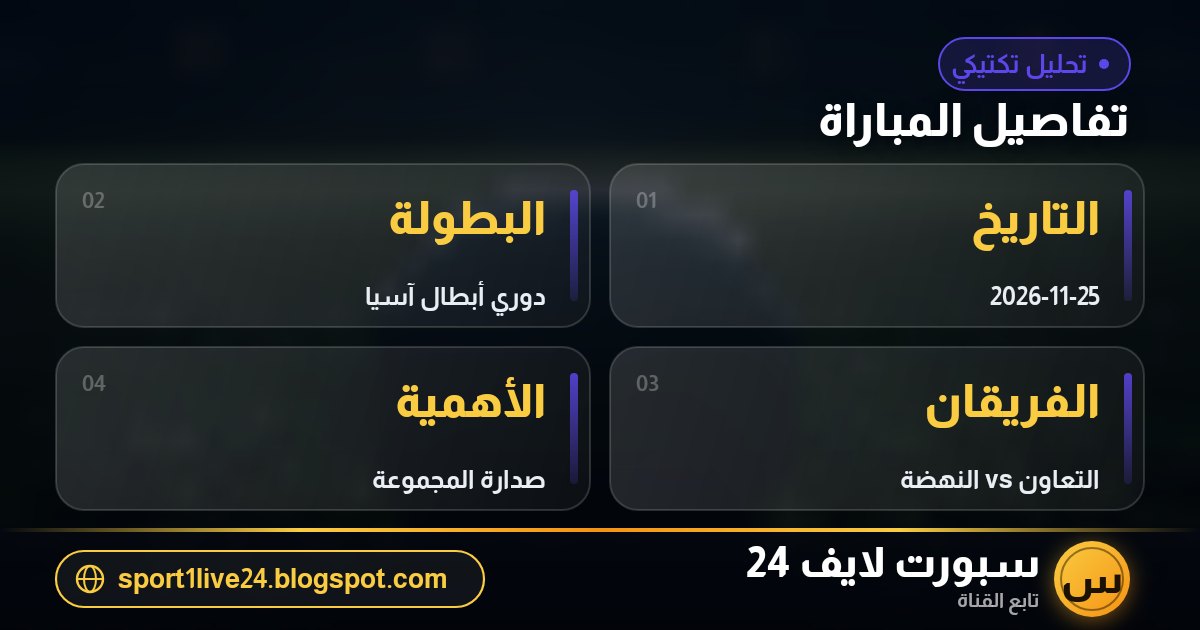 تحليل تكتيكي
تفاصيل المباراة
01
التاريخ
2026-11-25
02
البطولة
دوري أبطال آسيا
03
الفريقان
التعاون vs النهضة
04
الأهمية
صدارة المجموعة
س
سبورت لايف 24
تابع القناة
sport1live24.blogspot.com